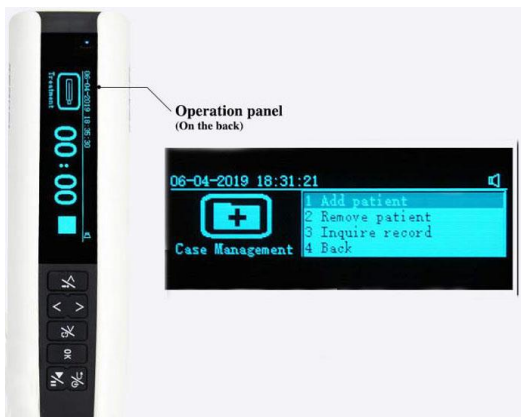 06-04-2019 18:35:30
Treatment
00:00
OK
Operation panel
(On the back)
06-04-2019 18:31:21
1 Add patient
2 Remove patient
3 Inquire record
4 Back
Case Management